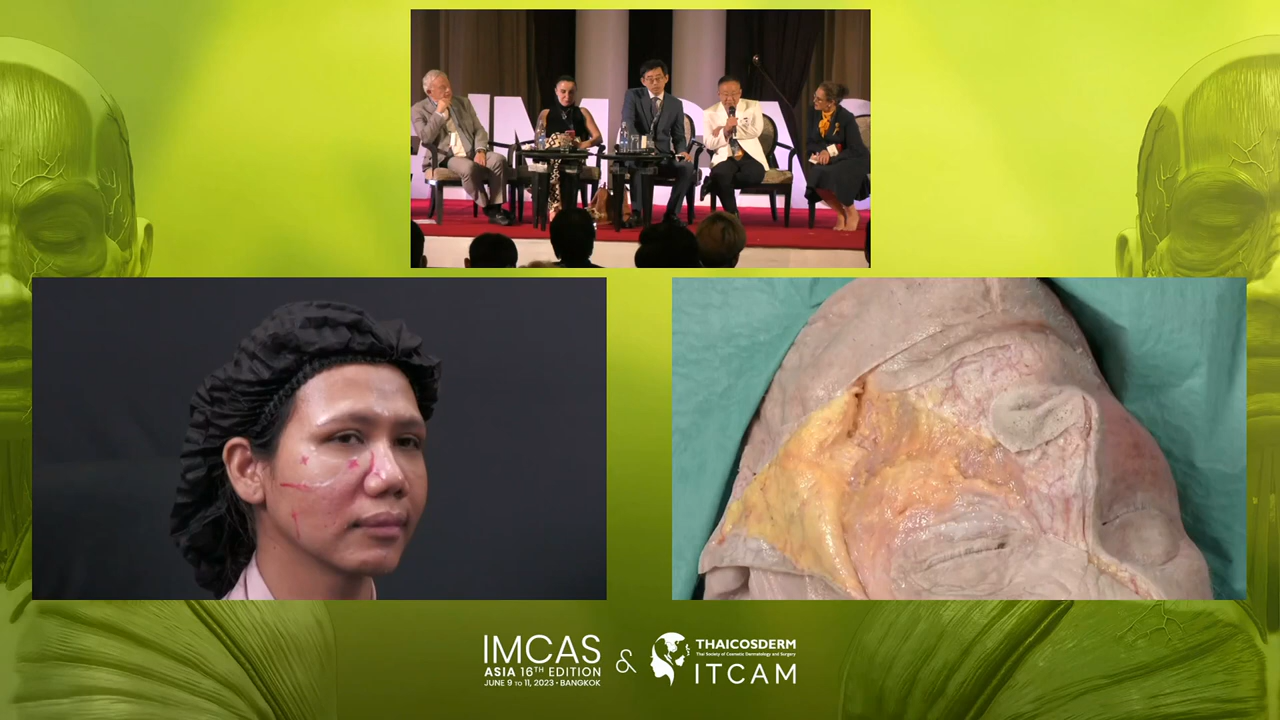 IMCAS
ASIA 16TH EDITION
JUNE 9 TO 11, 2023 • BANGKOK
&
THAICOSDERM
Thai Society of Cosmetic Dermatology and Surgery
ITCAM